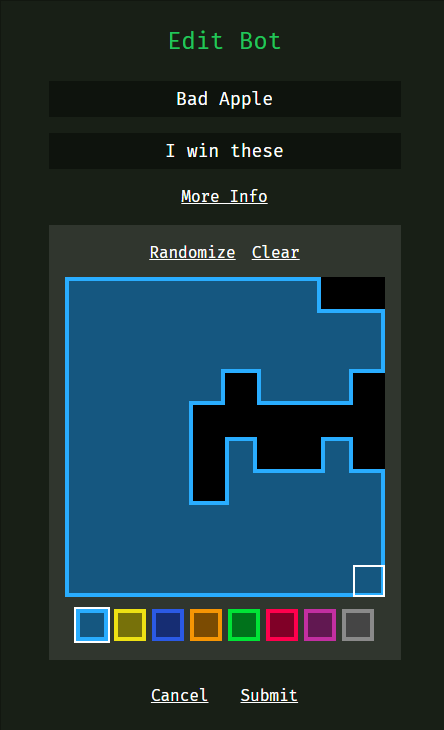 Edit Bot
Bad Apple
I win these
More Info
Randomize Clear
Cancel Submit